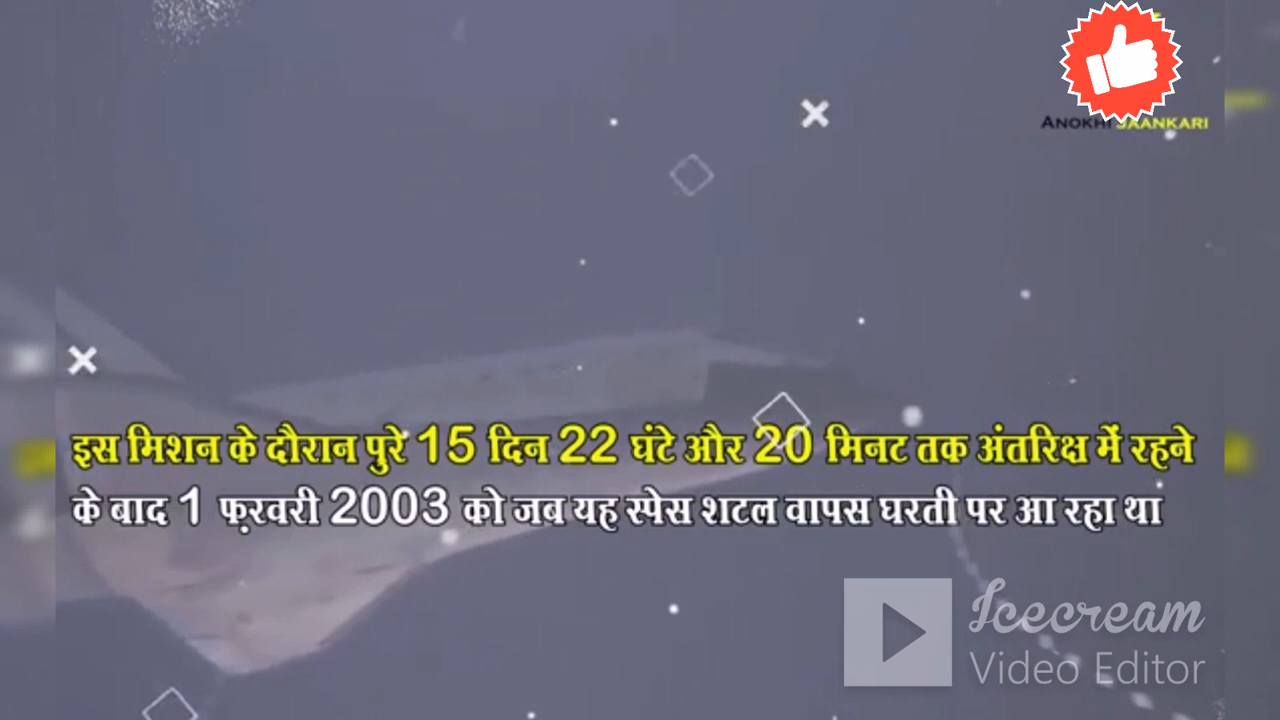 ANOKHI JAANKARI
इस मिशन के दौरान पुरे 15 दिन 22 घंटे और 20 मिनट तक अंतरिक्ष में रहने
के बाद 1 फ़रवरी 2003 को जब यह स्पेस शटल वापस घरती पर आ रहा था
Icecream
Video Editor